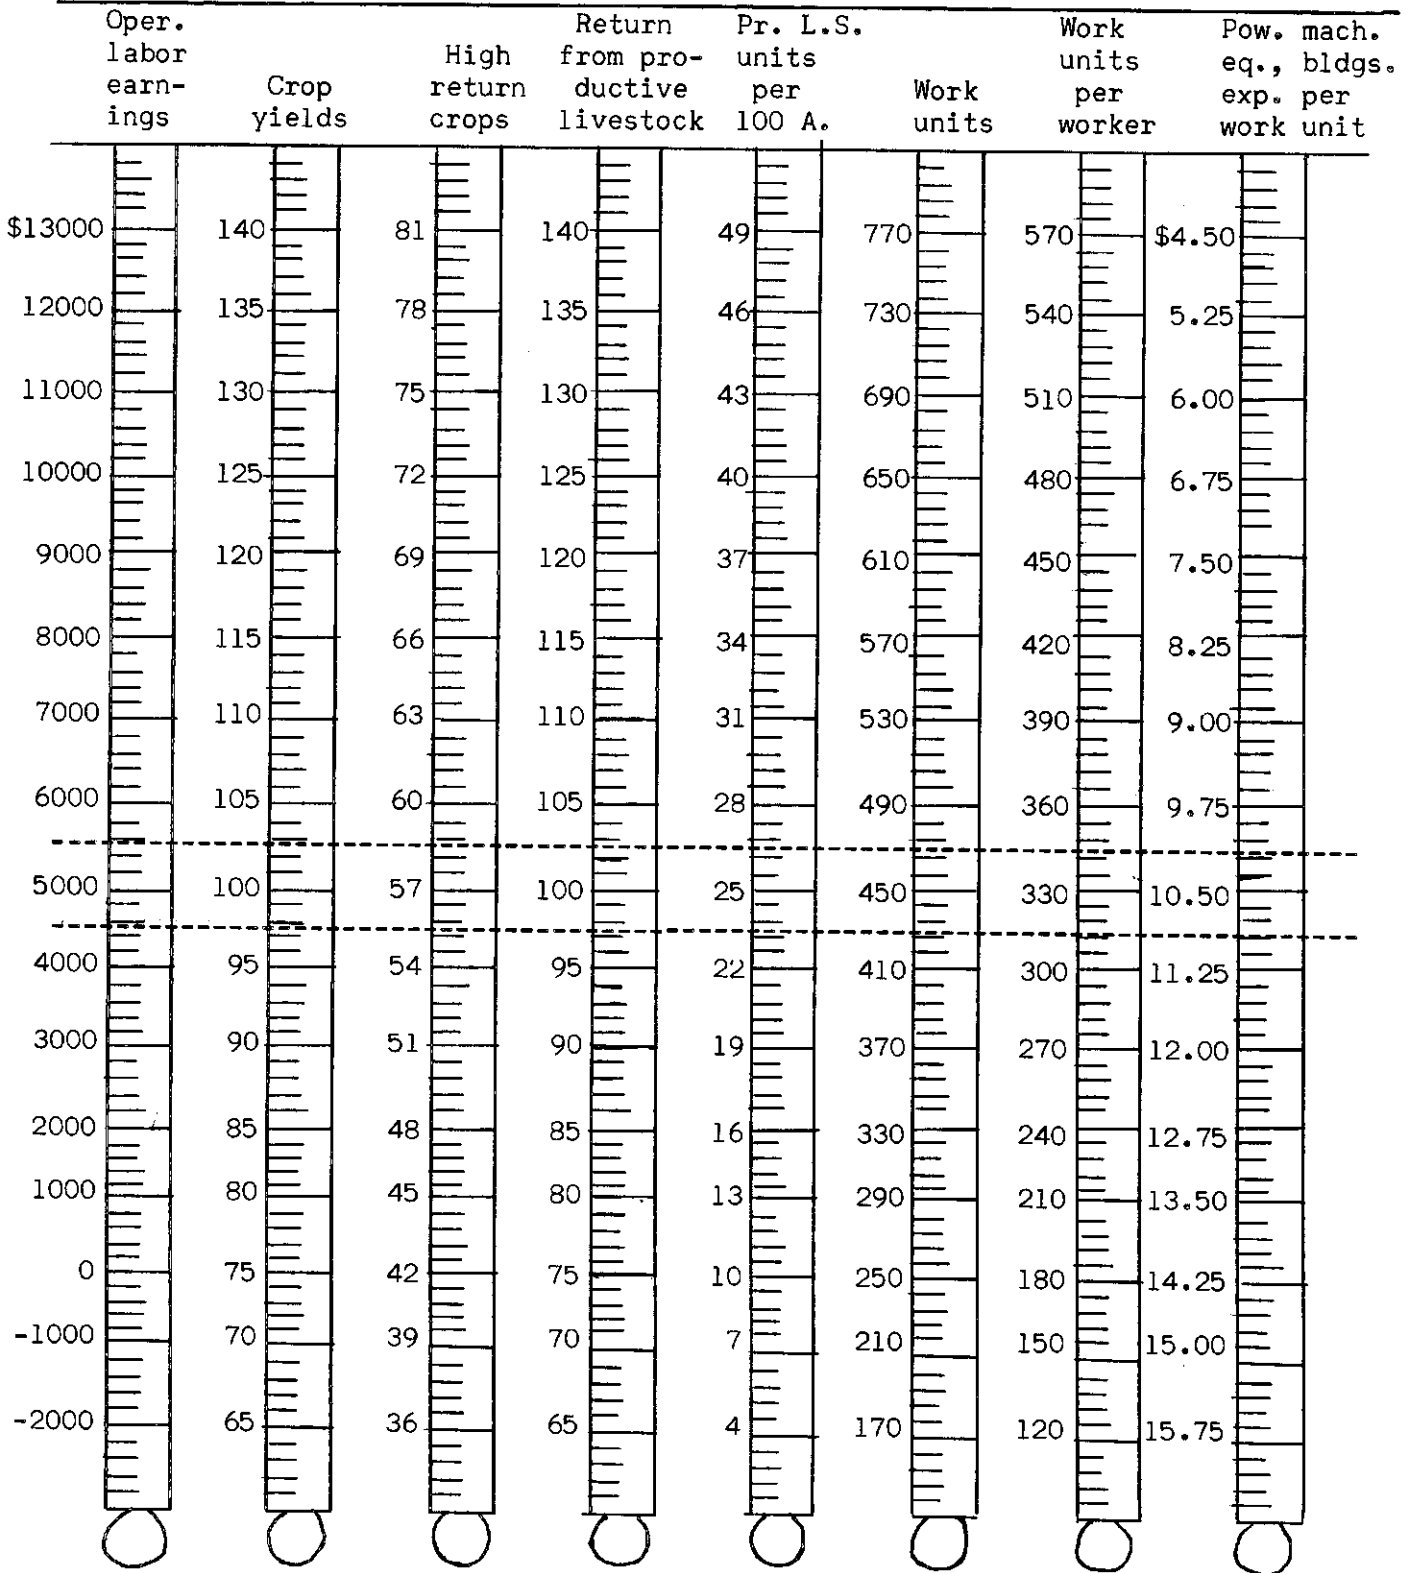 Oper. Return Pr. L.S. Work Pow. mach.
labor High from pro- units units eq., bldgs.
earn- Crop return ductive per Work per exp. per
ings yields crops livestock 100 A. units worker work unit
$13000 140 81 140 49 770 570 $4.50
12000 135 78 135 46 730 540 5.25
11000 130 75 130 43 690 510 6.00
10000 125 72 125 40 650 480 6.75
9000 120 69 120 37 610 450 7.50
8000 115 66 115 34 570 420 8.25
7000 110 63 110 31 530 390 9.00
6000 105 60 105 28 490 360 9.75
5000 100 57 100 25 450 330 10.50
4000 95 54 95 22 410 300 11.25
3000 90 51 90 19 370 270 12.00
2000 85 48 85 16 330 240 12.75
1000 80 45 80 13 290 210 13.50
0 75 42 75 10 250 180 14.25
-1000 70 39 70 7 210 150 15.00
-2000 65 36 65 4 170 120 15.75